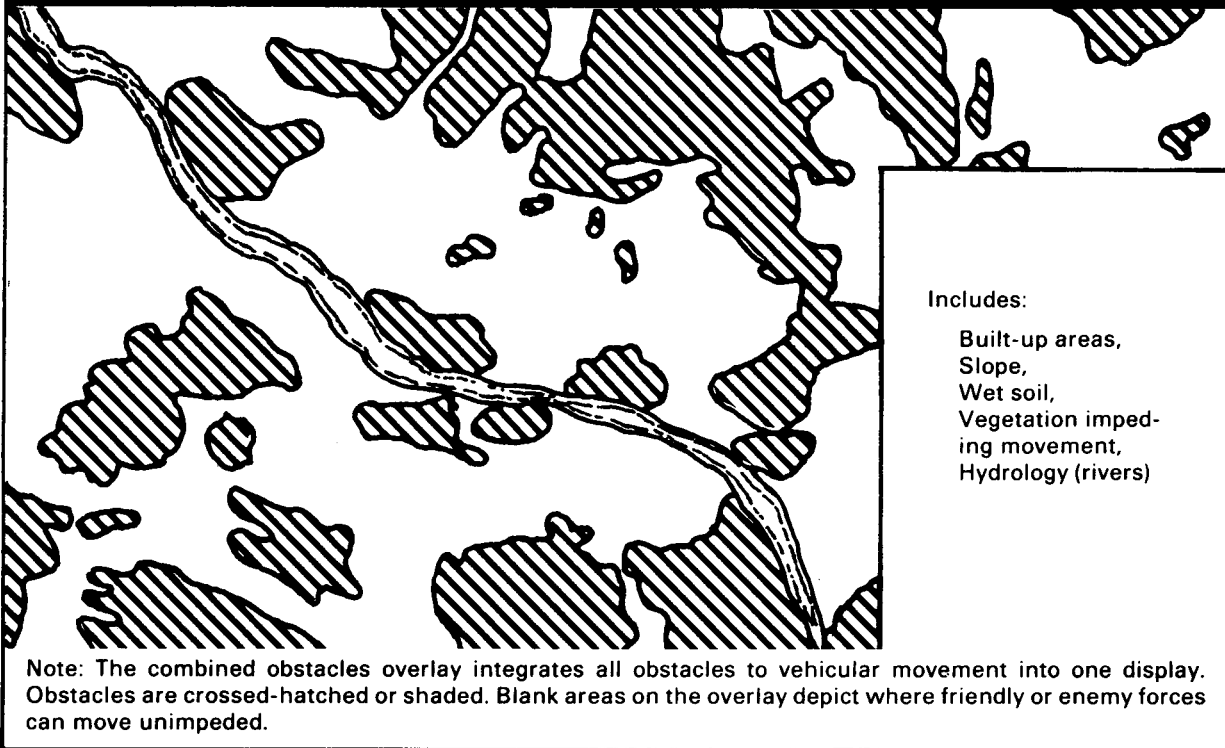 Includes:
Built-up areas,
Slope,
Wet soil,
Vegetation imped-
ing movement,
Hydrology (rivers)
Note: The combined obstacles overlay integrates all obstacles to vehicular movement into one display.
Obstacles are crossed-hatched or shaded. Blank areas on the overlay depict where friendly or enemy forces
can move unimpeded.